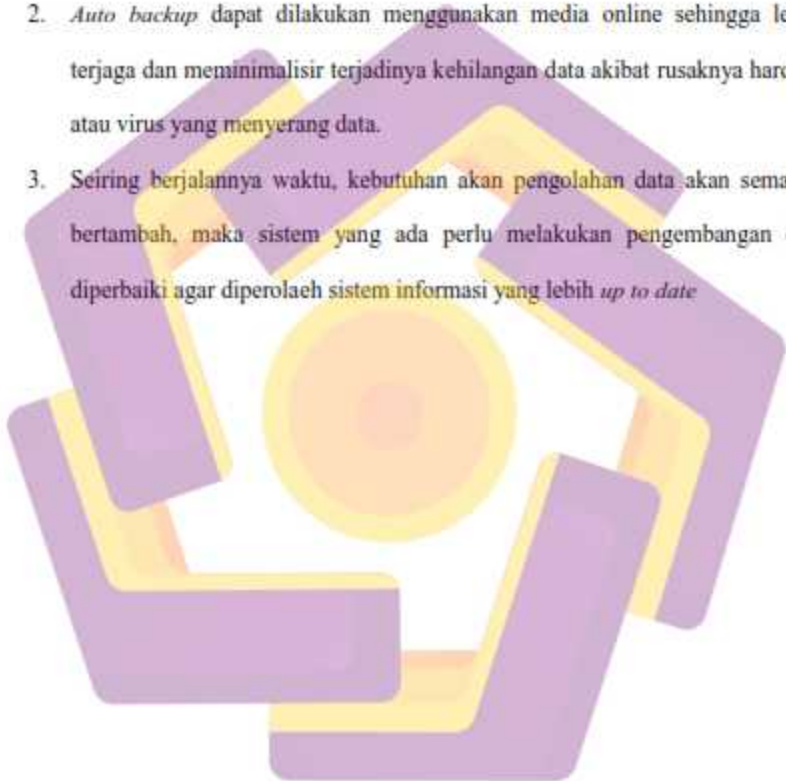 2. Auto backup dapat dilakukan menggunakan media online sehingga le
terjaga dan meminimalisir terjadinya kehilangan data akibat rusaknya hard
atau virus yang menyerang data.
3. Seiring berjalannya waktu, kebutuhan akan pengolahan data akan sema
bertambah, maka sistem yang ada perlu melakukan pengembangan
diperbaiki agar diperolaeh sistem informasi yang lebih up to date